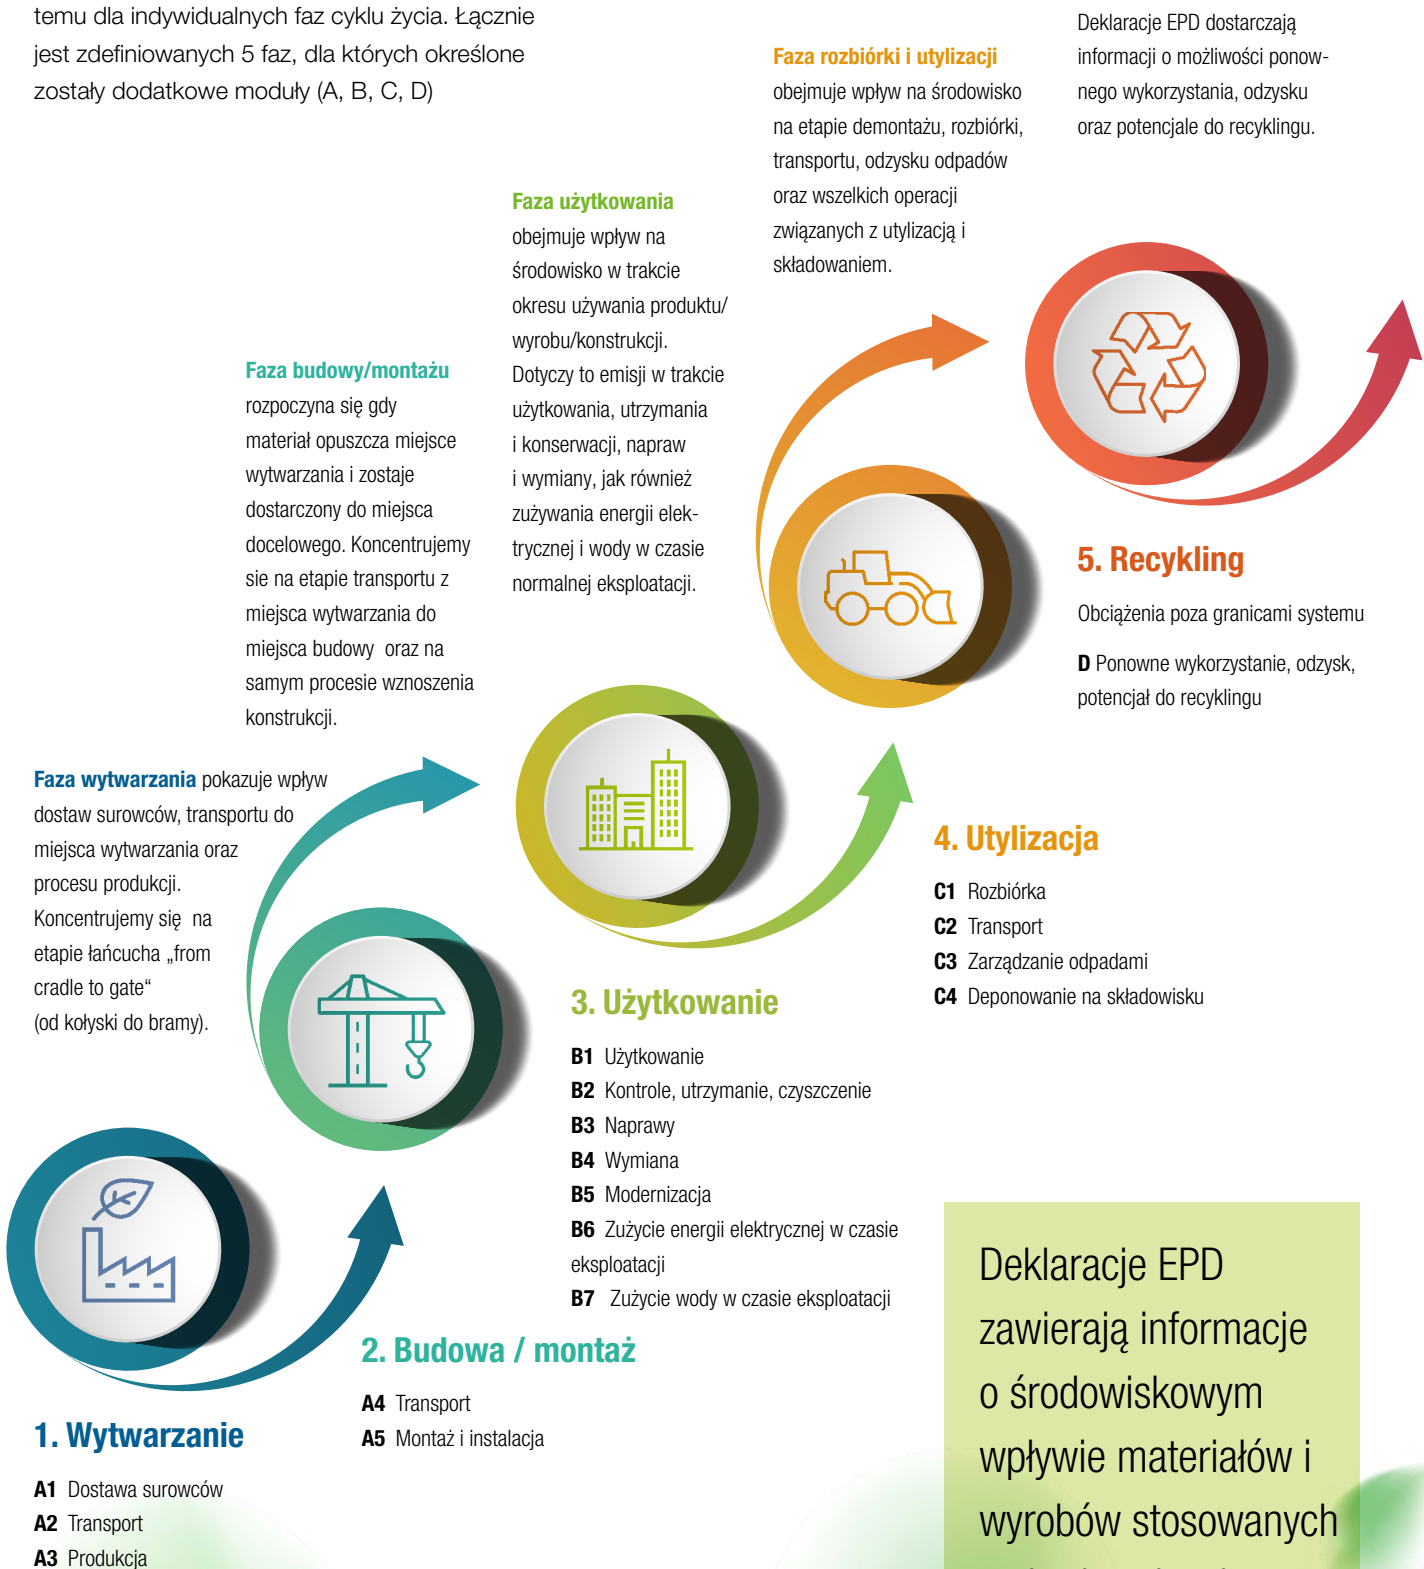 temu dla indywidualnych faz cyklu życia. Łącznie
jest zdefiniowanych 5 faz, dla których określone
zostały dodatkowe moduły (A, B, C, D)
Faza wytwarzania pokazuje wpływ
dostaw surowców, transportu do
miejsca wytwarzania oraz
procesu produkcji.
Koncentrujemy się na
etapie łańcucha „from
cradle to gate“
(od kołyski do bramy).
Faza budowy/montażu
rozpoczyna się gdy
materiał opuszcza miejsce
wytwarzania i zostaje
dostarczony do miejsca
docelowego. Koncentrujemy
sie na etapie transportu z
miejsca wytwarzania do
miejsca budowy oraz na
samym procesie wznoszenia
konstrukcji.
Faza użytkowania
obejmuje wpływ na
środowisko w trakcie
okresu używania produktu/
wyrobu/konstrukcji.
Dotyczy to emisji w trakcie
użytkowania, utrzymania
i konserwacji, napraw
i wymiany, jak również
zużywania energii elek-
trycznej i wody w czasie
normalnej eksploatacji.
Faza rozbiórki i utylizacji
obejmuje wpływ na środowisko
na etapie demontażu, rozbiórki,
transportu, odzysku odpadów
oraz wszelkich operacji
związanych z utylizacją i
składowaniem.
Deklaracje EPD dostarczają
informacji o możliwości ponow-
nego wykorzystania, odzysku
oraz potencjale do recyklingu.
1. Wytwarzanie
A1 Dostawa surowców
A2 Transport
A3 Produkcja
2. Budowa / montaż
A4 Transport
A5 Montaż i instalacja
3. Użytkowanie
B1 Użytkowanie
B2 Kontrole, utrzymanie, czyszczenie
B3 Naprawy
B4 Wymiana
B5 Modernizacja
B6 Zużycie energii elektrycznej w czasie
eksploatacji
B7 Zużycie wody w czasie eksploatacji
4. Utylizacja
C1 Rozbiórka
C2 Transport
C3 Zarządzanie odpadami
C4 Deponowanie na składowisku
5. Recykling
Obciążenia poza granicami systemu
D Ponowne wykorzystanie, odzysk,
potencjał do recyklingu
Deklaracje EPD
zawierają informacje
o środowiskowym
wpływie materiałów i
wyrobów stosowanych